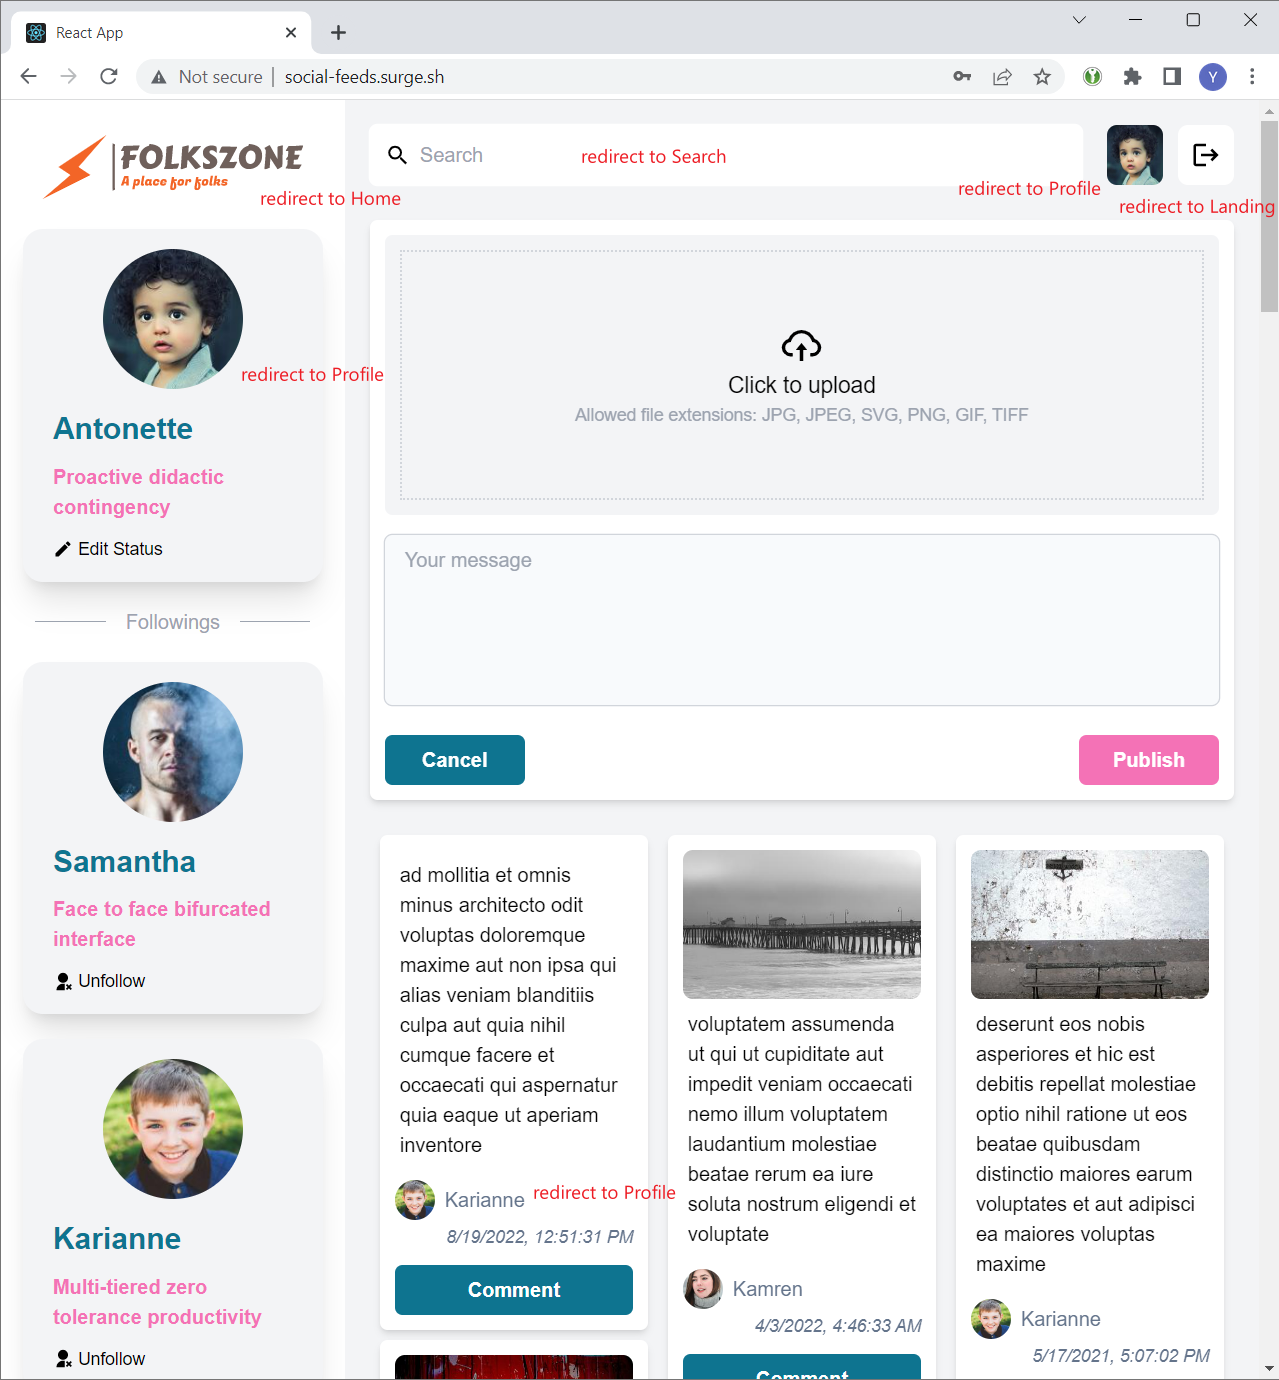 React App
Not secure | social-feeds.surge.sh
Y
FOLKSZONE
A place for folks
redirect to Home
Search
redirect to Search
redirect to Profile
redirect to Landing
redirect to Profile
Antonette
Proactive didactic
contingency
Edit Status
Followings
Samantha
Face to face bifurcated
interface
Unfollow
Karianne
Multi-tiered zero
tolerance productivity
Unfollow
Click to upload
Allowed file extensions: JPG, JPEG, SVG, PNG, GIF, TIFF
Your message
Cancel
Publish
ad mollitia et omnis
minus architecto odit
voluptas doloremque
maxime aut non ipsa qui
alias veniam blanditiis
culpa aut quia nihil
cumque facere et
occaecati qui aspernatur
quia eaque ut aperiam
inventore
Karianne
redirect to Profile
8/19/2022, 12:51:31 PM
Comment
voluptatem assumenda
ut qui ut cupiditate aut
impedit veniam occaecati
nemo illum voluptatem
laudantium molestiae
beatae rerum ea iure
soluta nostrum eligendi et
voluptate
Kamren
4/3/2022, 4:46:33 AM
Comment
deserunt eos nobis
asperiores et hic est
debitis repellat molestiae
optio nihil ratione ut eos
beatae quibusdam
distinctio maiores earum
voluptates et aut adipisci
ea maiores voluptas
maxime
Karianne
5/17/2021, 5:07:02 PM